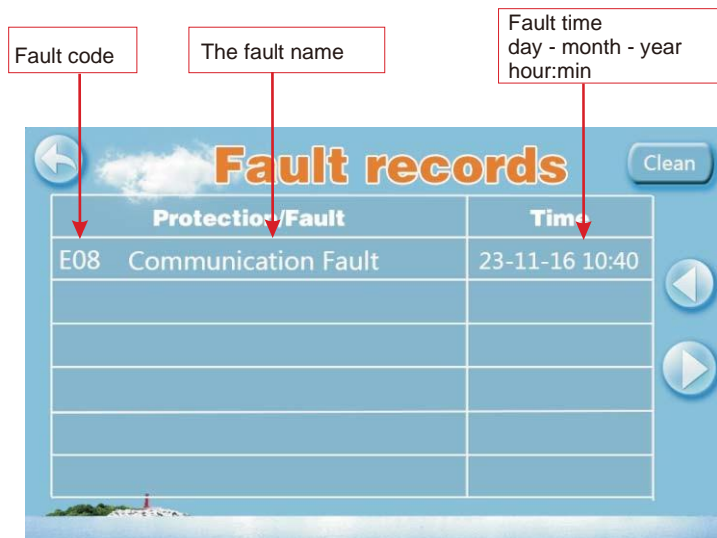 Fault code
The fault name
Fault time
day - month - year
hour:min
Fault records
Clean
Protection/Fault
Time
E08 Communication Fault 23-11-16 10:40